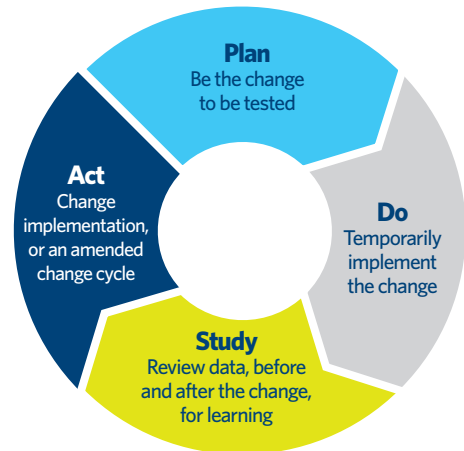 Plan
Be the change
to be tested
Do
Temporarily
implement
the change
Study
Review data, before
and after the change,
for learning
Act
Change
implementation,
or an amended
change cycle